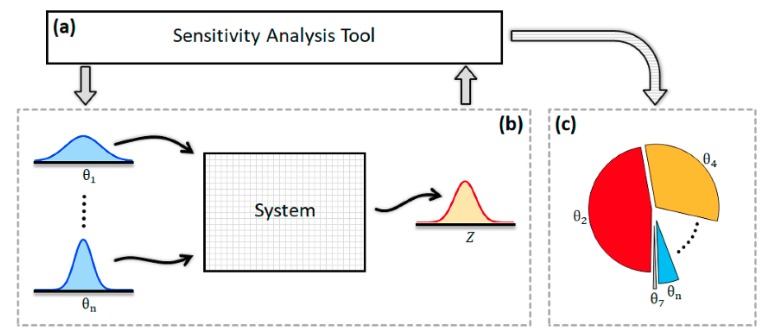 (a)
Sensitivity Analysis Tool
(b)
θ₁
θₙ
System
Z
(c)
θ₄
θ₂
θ₇
θₙ